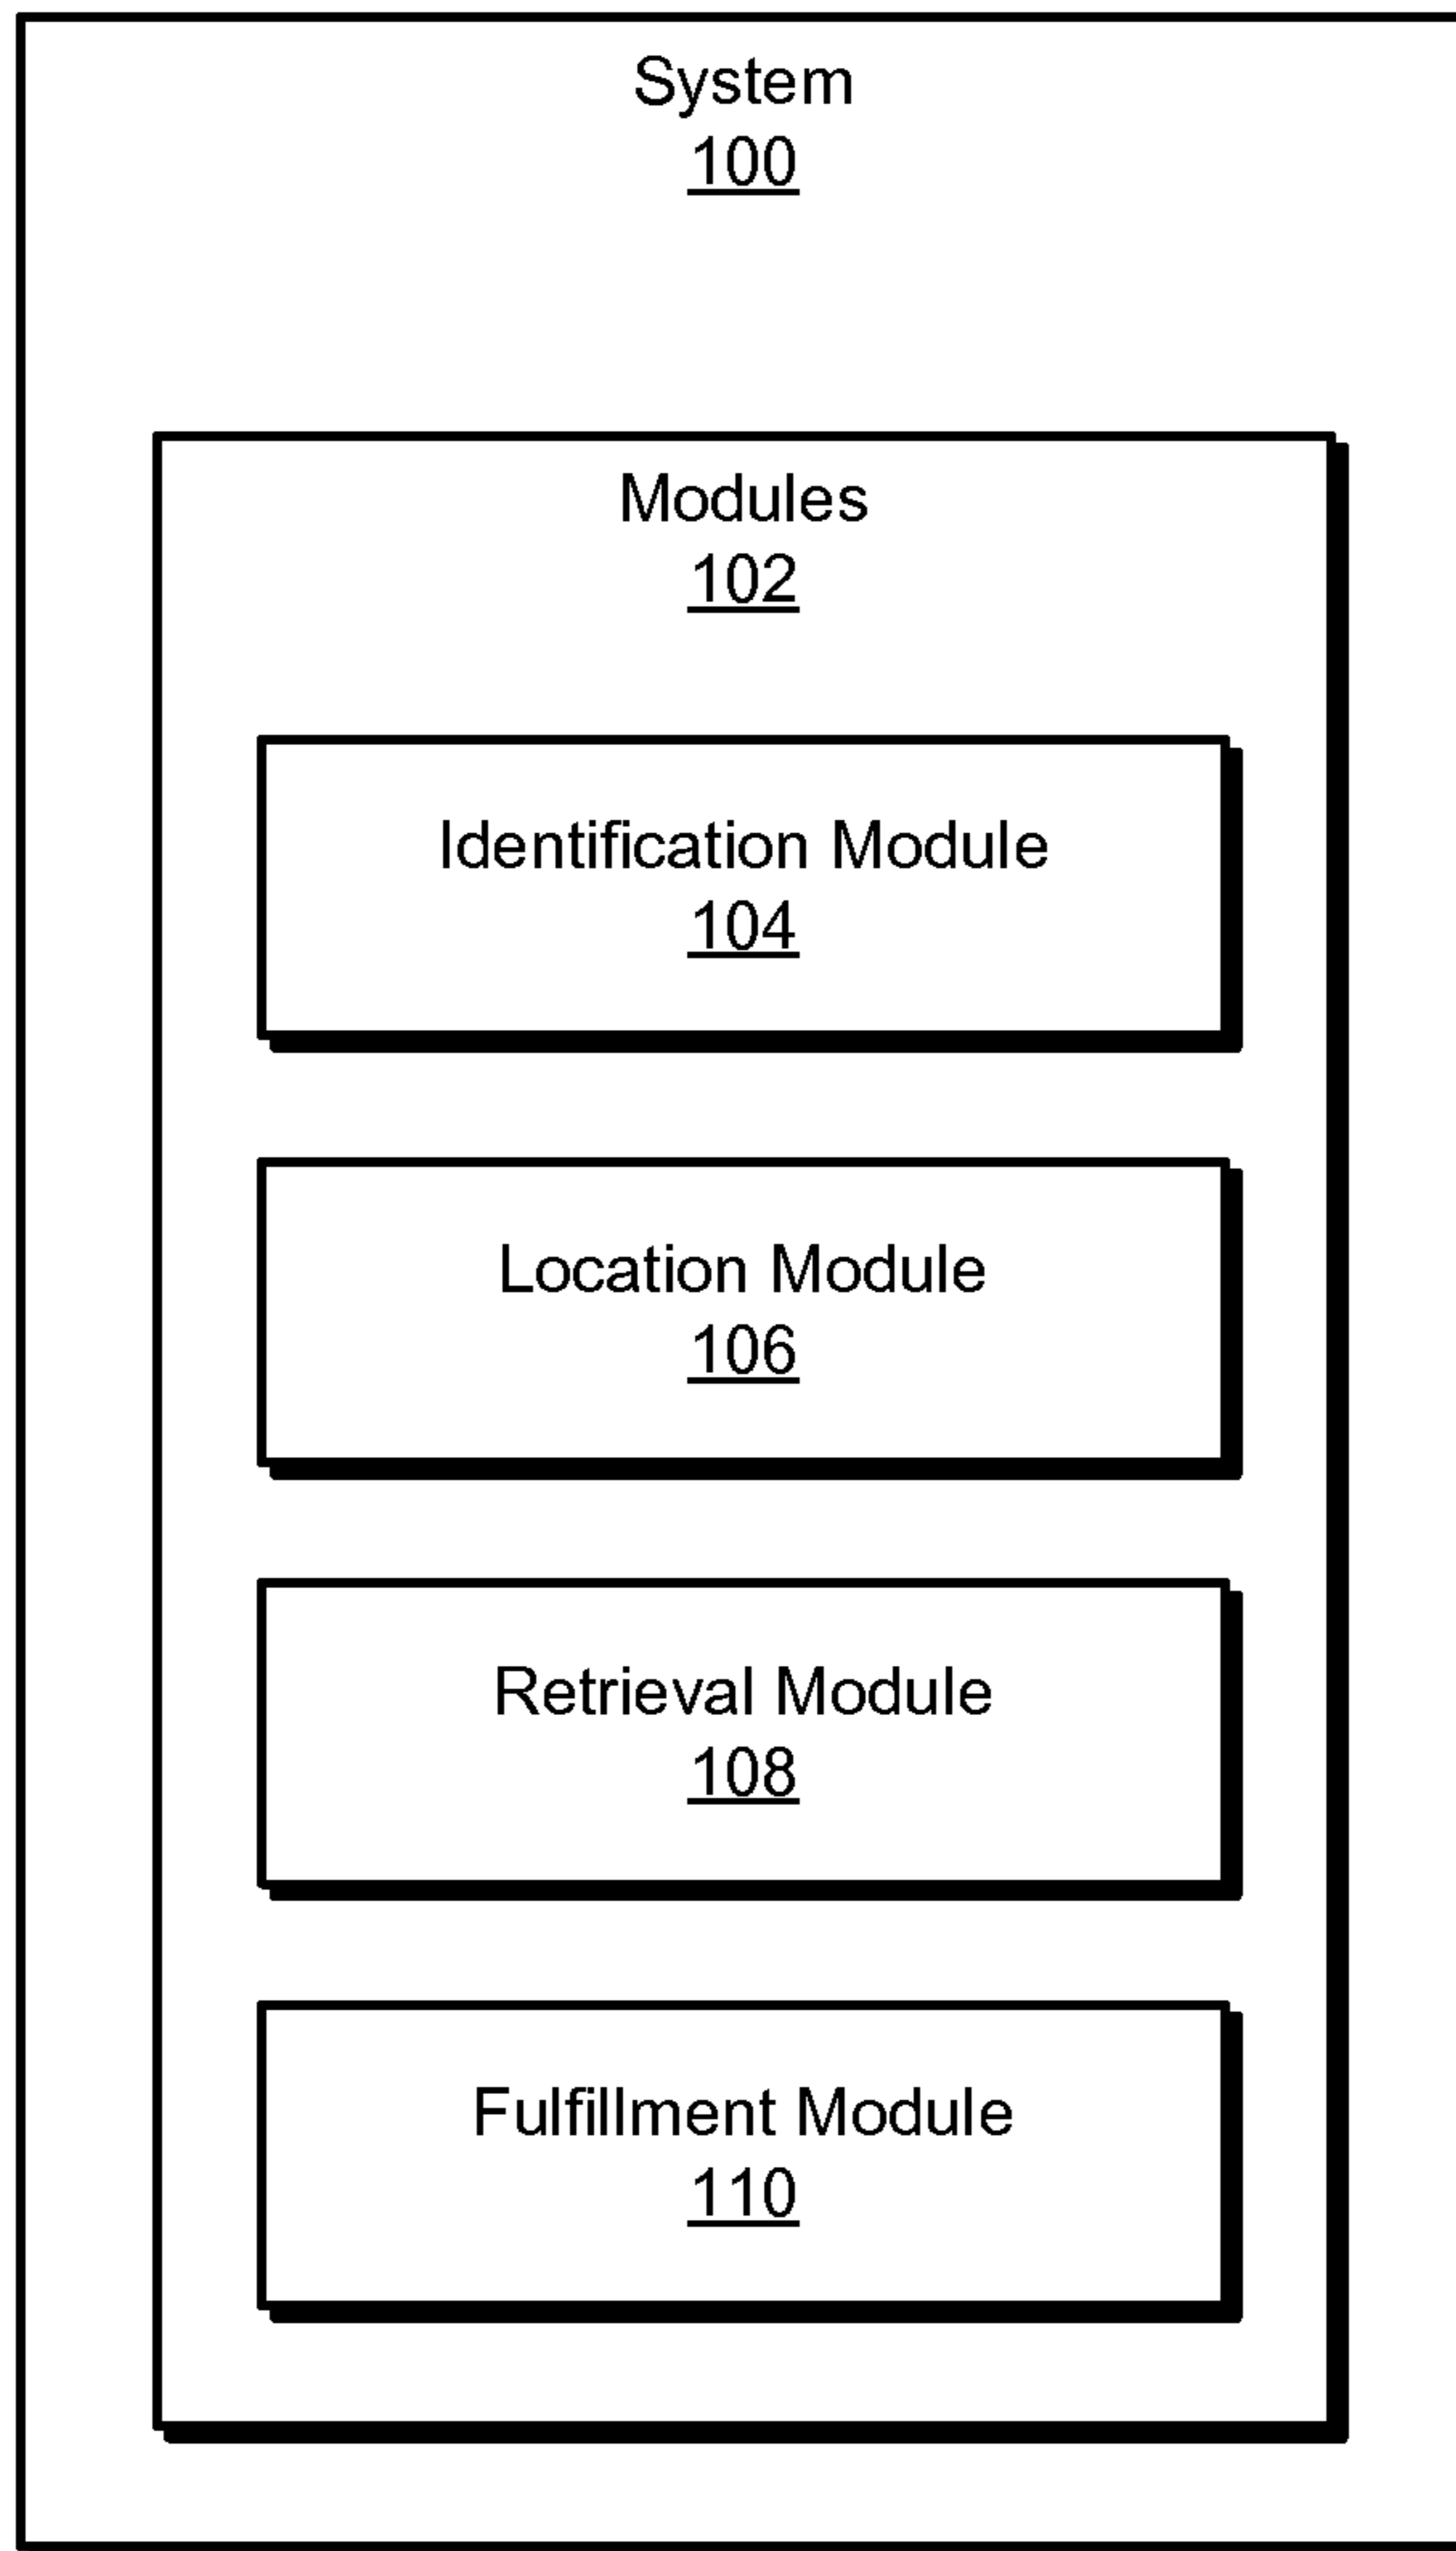 System
100
Modules
102
Identification Module
104
Location Module
106
Retrieval Module
108
Fulfillment Module
110